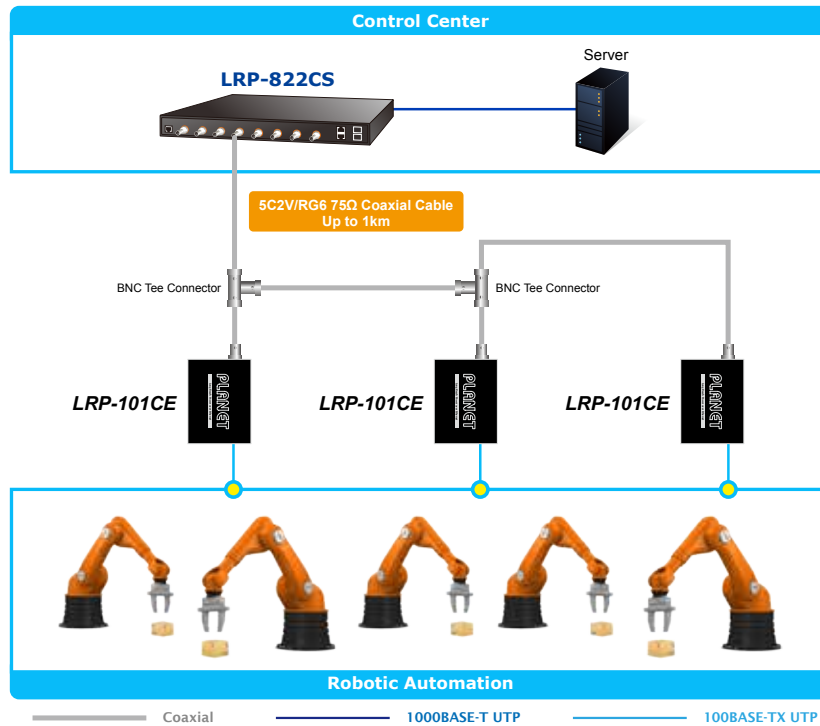 Control Center
LRP-822CS
Server
5C2V/RG6 75Ω Coaxial Cable
Up to 1km
BNC Tee Connector
BNC Tee Connector
LRP-101CE
PLANET
LRP-101CE
PLANET
LRP-101CE
PLANET
Robotic Automation
Coaxial
1000BASE-T UTP
100BASE-TX UTP